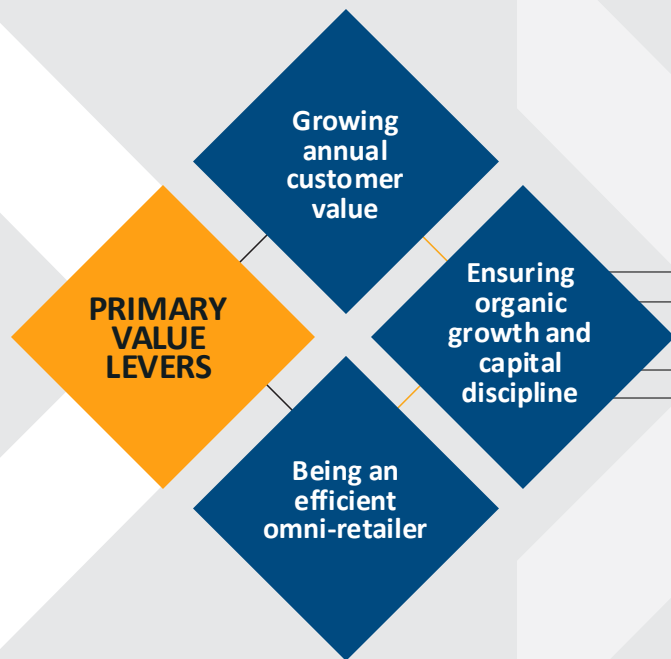 Growing
annual
customer
value
PRIMARY
VALUE
LEVERS
Ensuring
organic
growth and
capital
discipline
Being an
efficient
omni-retailer